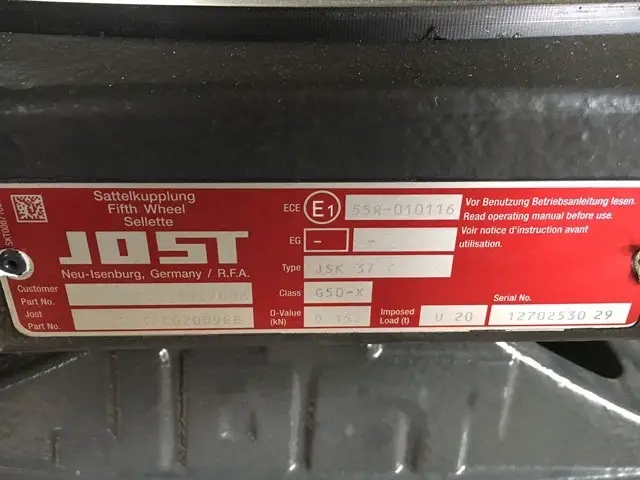 Sattelkupplung
Fifth Wheel
Sellette
JOST
Neu-Isenburg, Germany / R.F.A.
Customer
Part No.
Jost
Part No.
ECE E1 55R-010116
EG - -
Type JSK 37
Class G50-X
D-Value
(kN)
Imposed
Load (t) U 20
Vor Benutzung Betriebsanleitung lesen.
Read operating manual before use.
Voir notice d'instruction avant
utilisation.
Serial No.
12702530 29